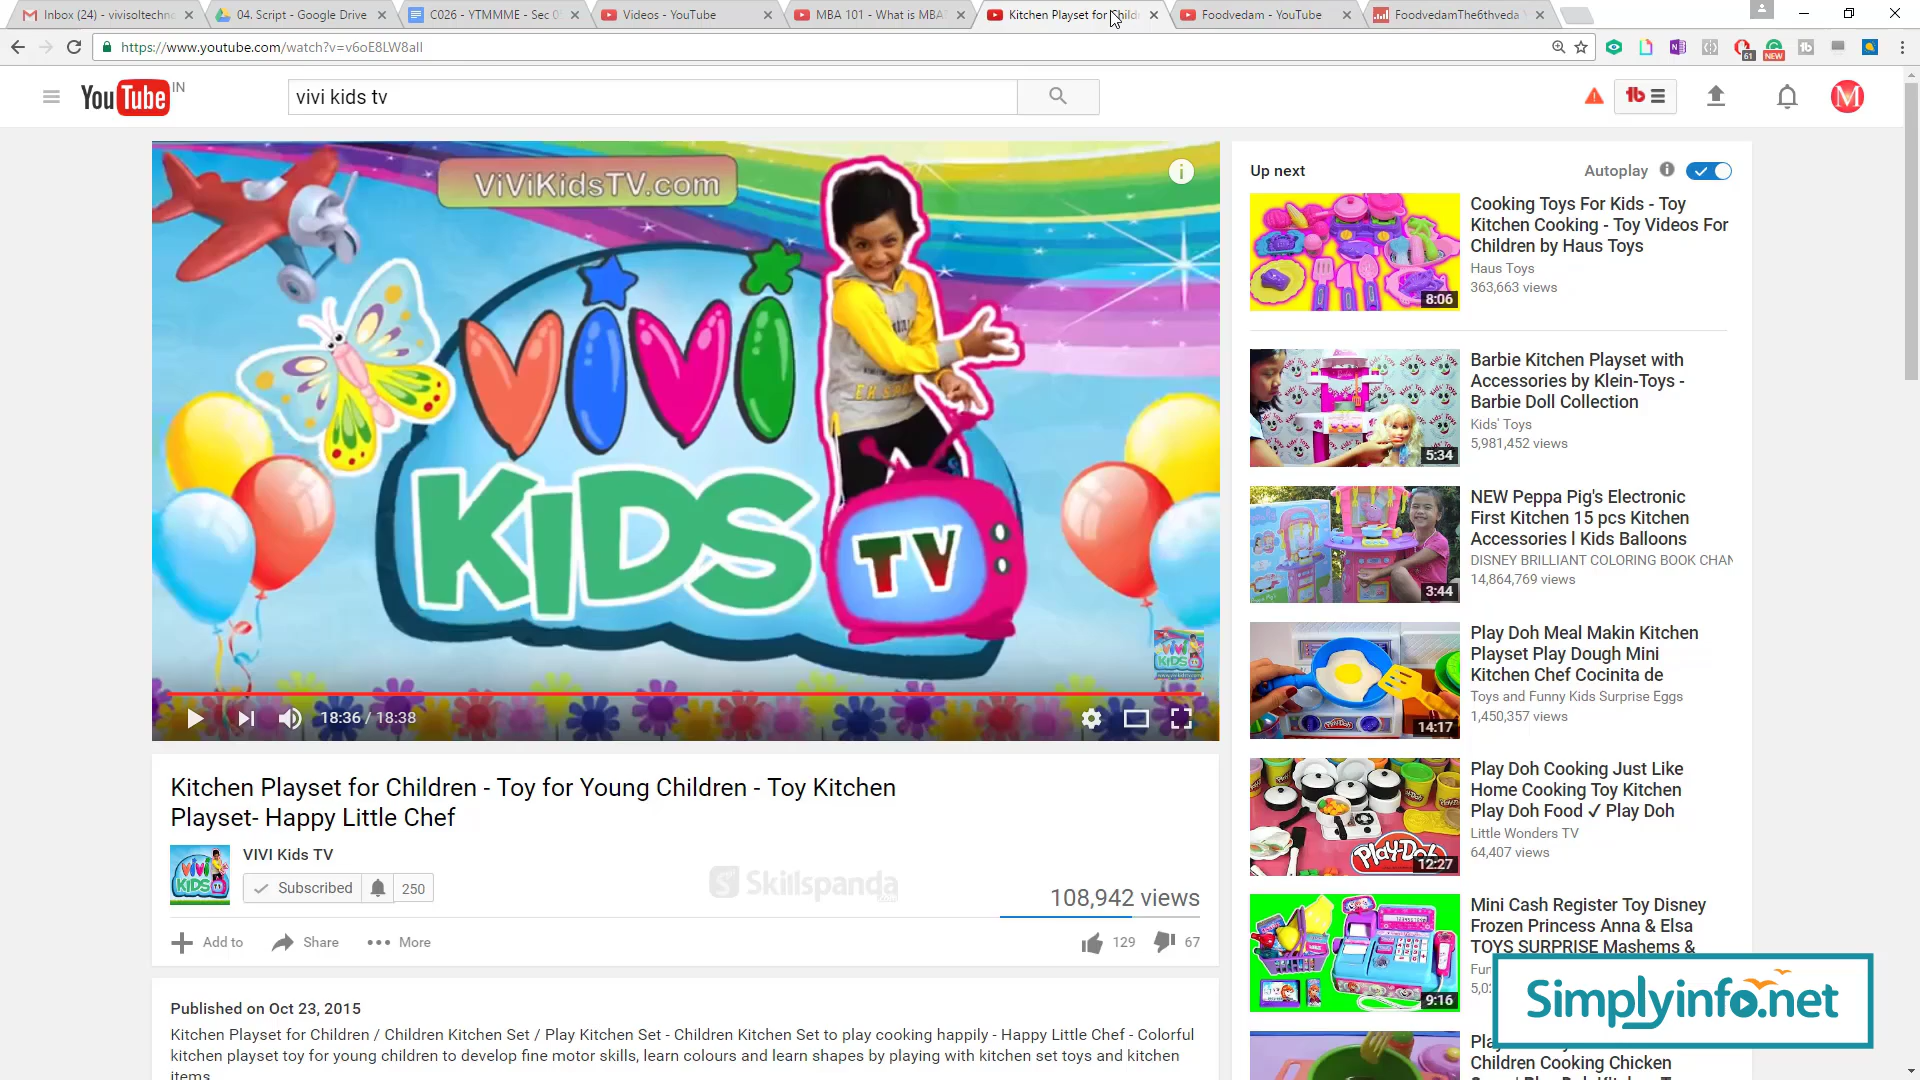 Inbox (24) - vivisoltechno
04. Script - Google Drive
C026 - YTMMME - Sec 0
Videos - YouTube
MBA 101 - What is MBA
Kitchen Playset for Child
Foodvedam - YouTube
FoodvedamThe6thveda
https://www.youtube.com/watch?v=v6oE8LW8aII
61
NEW
YouTube IN
vivi kids tv
M
ViViKidsTV.com
ViVi
KiDS
TV
18:36 / 18:38
Kitchen Playset for Children - Toy for Young Children - Toy Kitchen
Playset- Happy Little Chef
VIVI Kids TV
Subscribed
250
Skillspanda
108,942 views
Add to
Share
More
129
67
Published on Oct 23, 2015
Kitchen Playset for Children / Children Kitchen Set / Play Kitchen Set - Children Kitchen Set to play cooking happily - Happy Little Chef - Colorful
kitchen playset toy for young children to develop fine motor skills, learn colours and learn shapes by playing with kitchen set toys and kitchen
items
Up next
Autoplay
8:06
Cooking Toys For Kids - Toy
Kitchen Cooking - Toy Videos For
Children by Haus Toys
Haus Toys
363,663 views
5:34
Barbie Kitchen Playset with
Accessories by Klein-Toys -
Barbie Doll Collection
Kids' Toys
5,981,452 views
3:44
NEW Peppa Pig's Electronic
First Kitchen 15 pcs Kitchen
Accessories l Kids Balloons
DISNEY BRILLIANT COLORING BOOK CHAN
14,864,769 views
14:17
Play Doh Meal Makin Kitchen
Playset Play Dough Mini
Kitchen Chef Cocinita de
Toys and Funny Kids Surprise Eggs
1,450,357 views
Play-Doh
12:27
Play Doh Cooking Just Like
Home Cooking Toy Kitchen
Play Doh Food ✓ Play Doh
Little Wonders TV
64,407 views
9:16
Mini Cash Register Toy Disney
Frozen Princess Anna & Elsa
TOYS SURPRISE Mashems &
Simplyinfo.net
Children Cooking Chicken